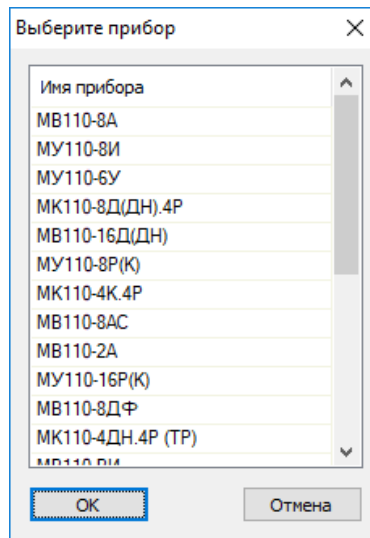 Выберите прибор
Имя прибора
МВ110-8А
МУ110-8И
МУ110-6У
МК110-8Д(ДН).4Р
МВ110-16Д(ДН)
МУ110-8Р(К)
МК110-4К.4Р
МВ110-8АС
МВ110-2А
МУ110-16Р(К)
МВ110-8ДФ
МК110-4ДН.4Р (ТР)
OK
Отмена